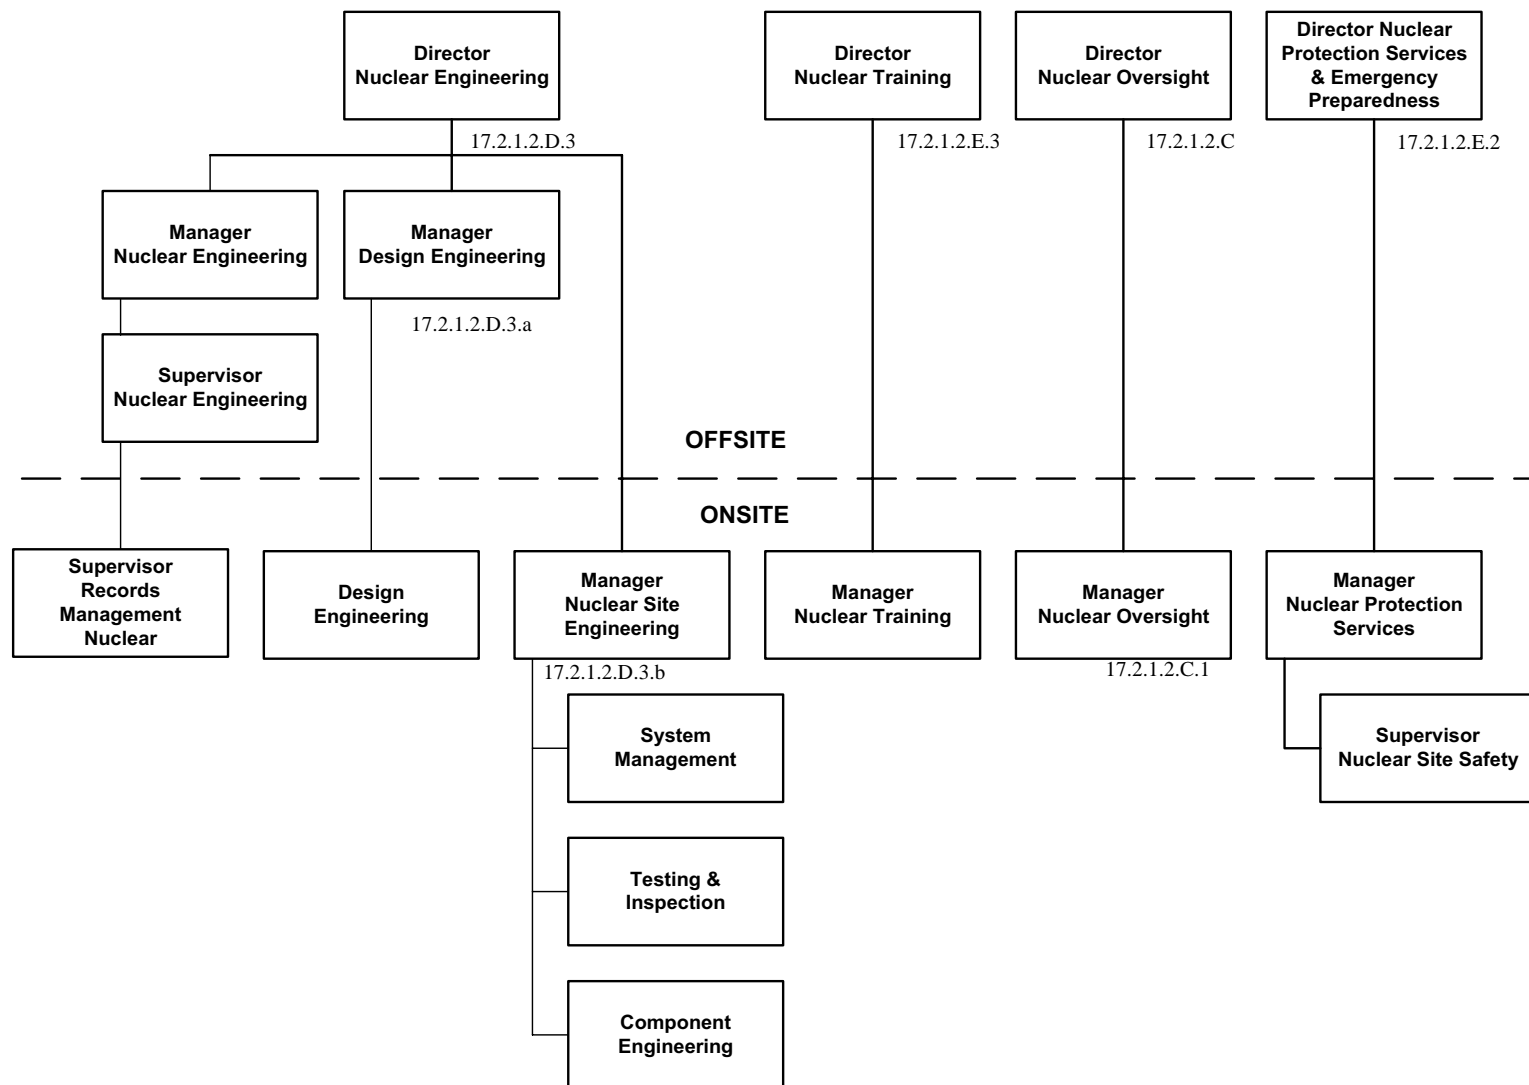 Director
Nuclear Engineering
Director
Nuclear Training
Director
Nuclear Oversight
Director Nuclear
Protection Services
& Emergency
Preparedness
17.2.1.2.D.3
17.2.1.2.E.3
17.2.1.2.C
17.2.1.2.E.2
Manager
Nuclear Engineering
Manager
Design Engineering
17.2.1.2.D.3.a
Supervisor
Nuclear Engineering
OFFSITE
ONSITE
Supervisor
Records
Management
Nuclear
Design
Engineering
Manager
Nuclear Site
Engineering
Manager
Nuclear Training
Manager
Nuclear Oversight
Manager
Nuclear Protection
Services
17.2.1.2.D.3.b
17.2.1.2.C.1
System
Management
Supervisor
Nuclear Site Safety
Testing &
Inspection
Component
Engineering